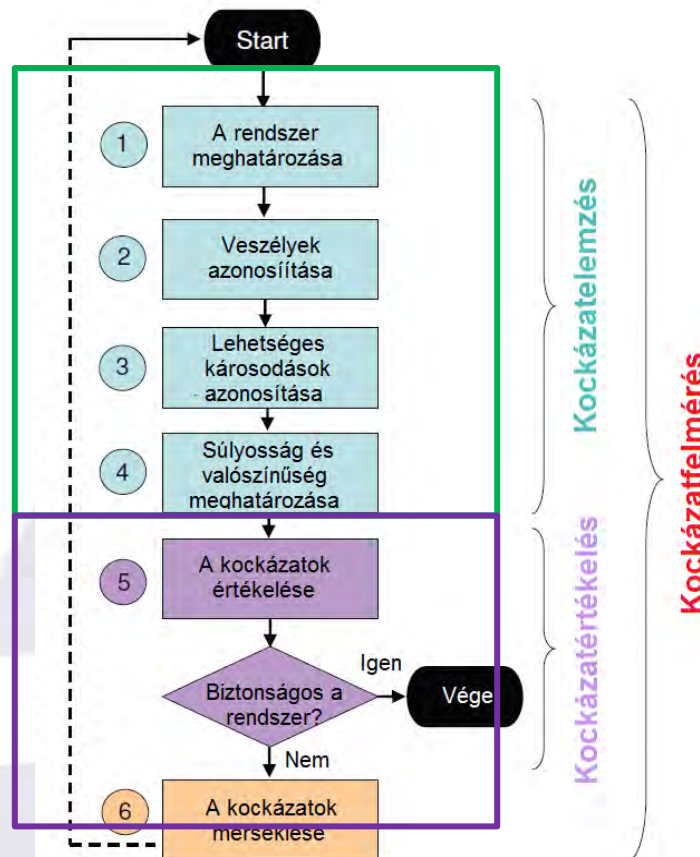 Start
1
A rendszer
meghatározása
2
Veszélyek
azonosíítása
3
Lehetséges
károsodások
azonosítása
4
Súlyosság és
valószínűség
meghatározása
5
A kockázatok
értékelése
Biztonságos a
rendszer?
Igen
Vége
Nem
6
A kockázatok
mérséklése
Kockázatelemzés
Kockázatértékelés
Kockázatfelmérés